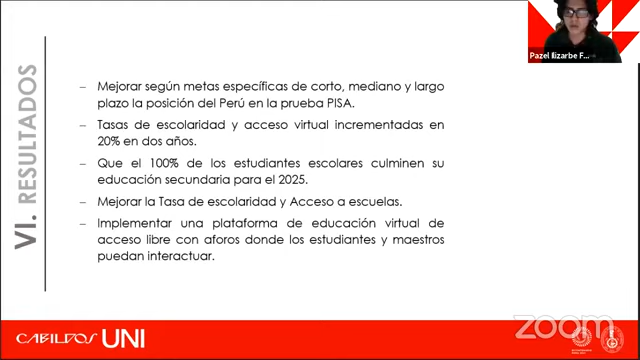 Pazel Ilizarbe F...
VI. RESULTADOS
– Mejorar según metas específicas de corto, mediano y largo
plazo la posición del Perú en la prueba PISA.
– Tasas de escolaridad y acceso virtual incrementadas en
20% en dos años.
– Que el 100% de los estudiantes escolares culminen su
educación secundaria para el 2025.
– Mejorar la Tasa de escolaridad y Acceso a escuelas.
– Implementar una plataforma de educación virtual de
acceso libre con aforos donde los estudiantes y maestros
puedan interactuar.
CABILDOS UNI
zoom